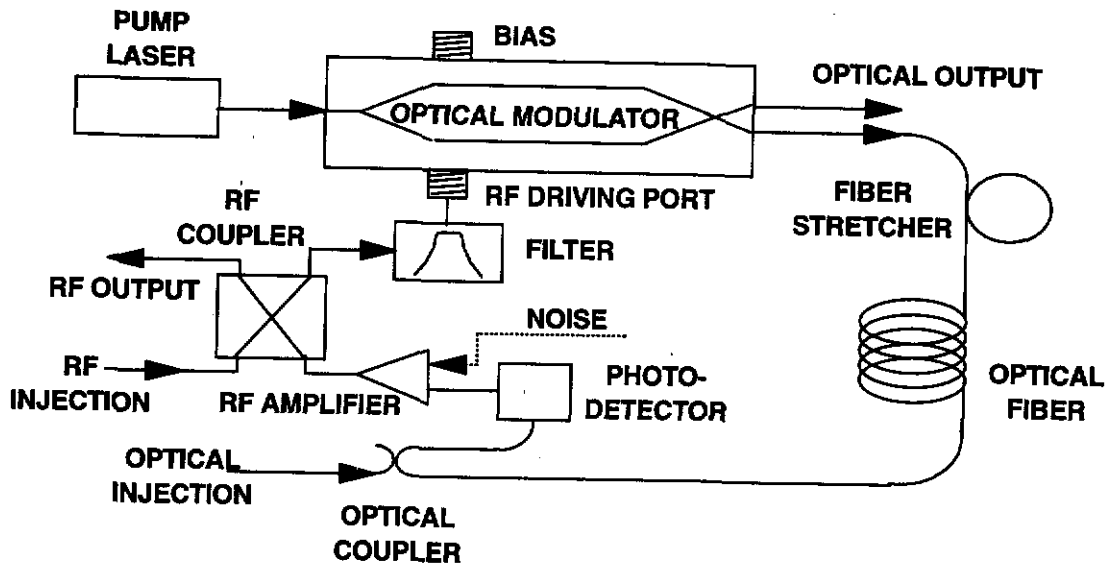 PUMP
LASER
BIAS
OPTICAL MODULATOR
OPTICAL OUTPUT
RF DRIVING PORT
FIBER
STRETCHER
RF
COUPLER
FILTER
RF OUTPUT
NOISE
RF
INJECTION
RF AMPLIFIER
PHOTO-
DETECTOR
OPTICAL
FIBER
OPTICAL
INJECTION
OPTICAL
COUPLER